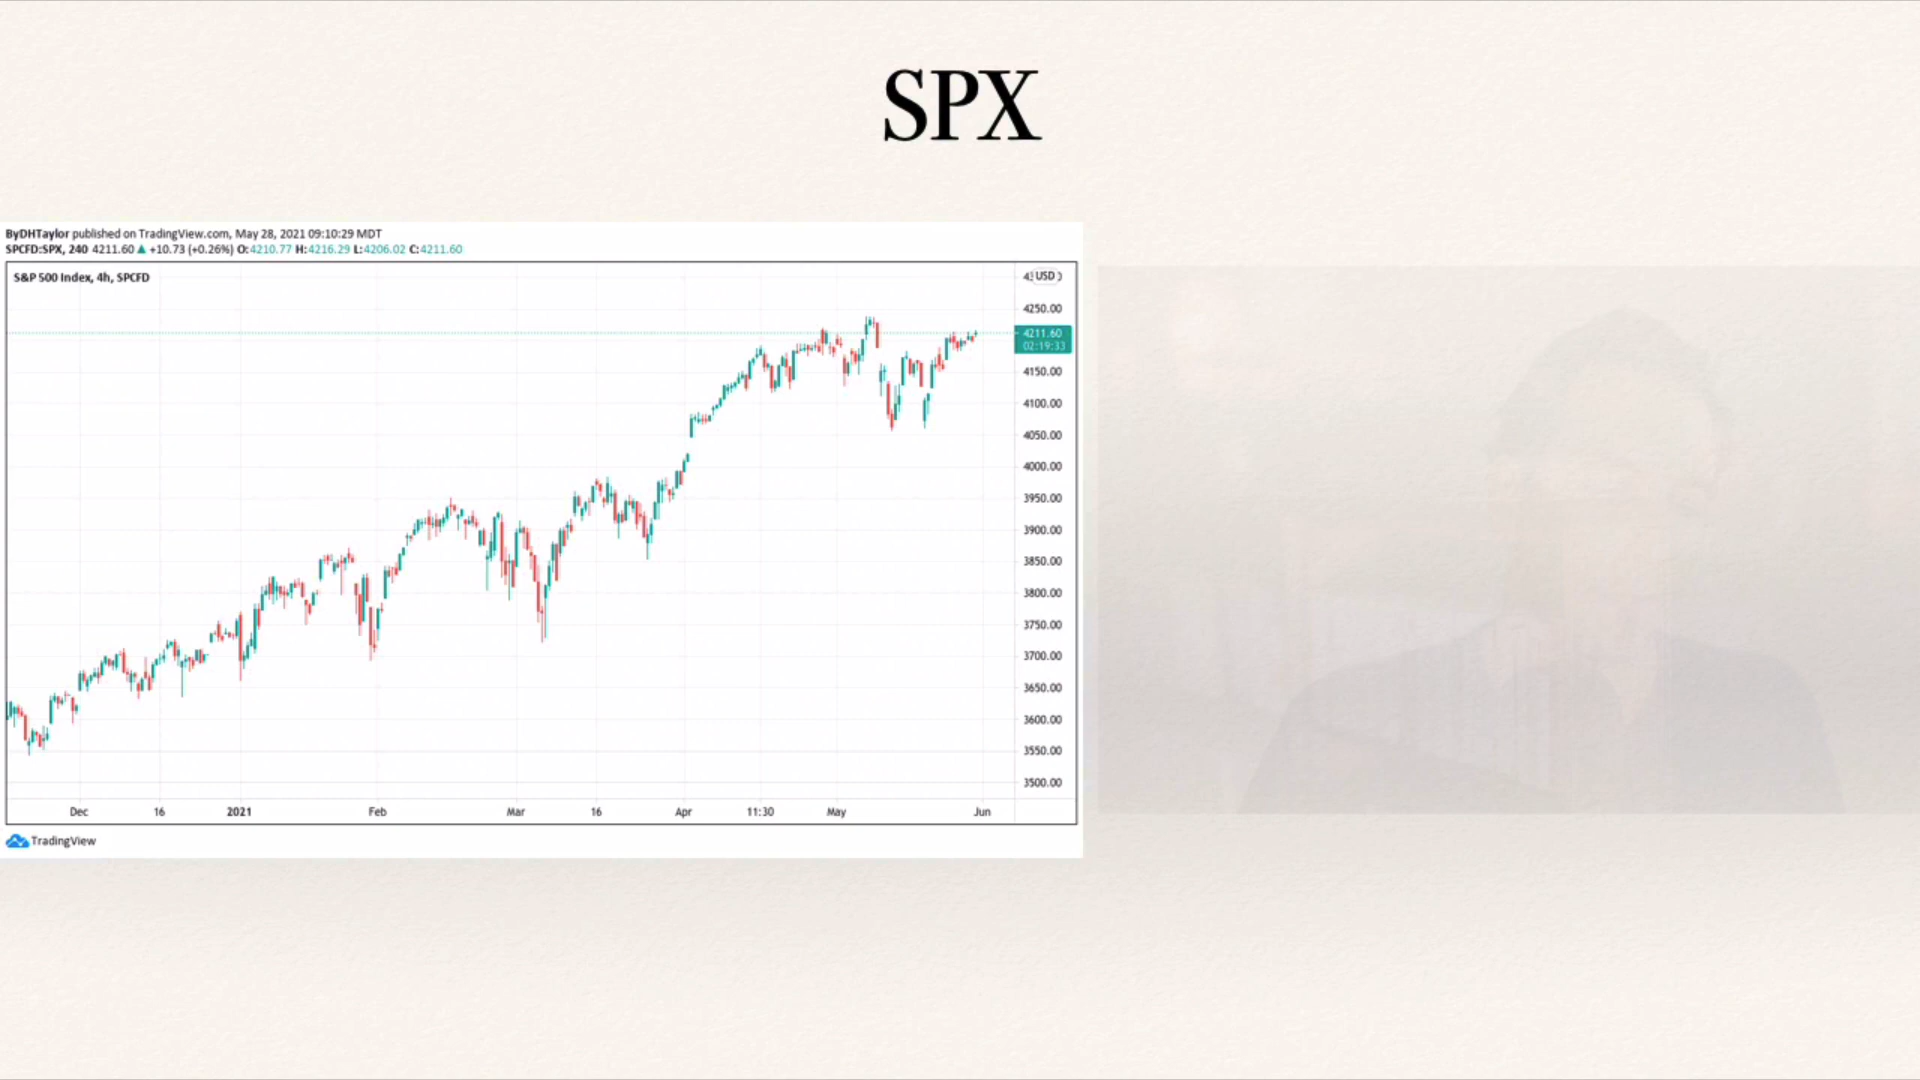 SPX
ByDHTaylor published on TradingView.com, May 28, 2021 09:10:29 MDT
SPCFD:SPX, 240 4211.60 ▲ +10.73 (+0.26%) O:4210.77 H:4216.29 L:4206.02 C:4211.60
S&P 500 Index, 4h, SPCFD
USD
4250.00
4211.60
02:19:33
4150.00
4100.00
4050.00
4000.00
3950.00
3900.00
3850.00
3800.00
3750.00
3700.00
3650.00
3600.00
3550.00
3500.00
Dec 16 2021 Feb Mar 16 Apr 11:30 May Jun
TradingView